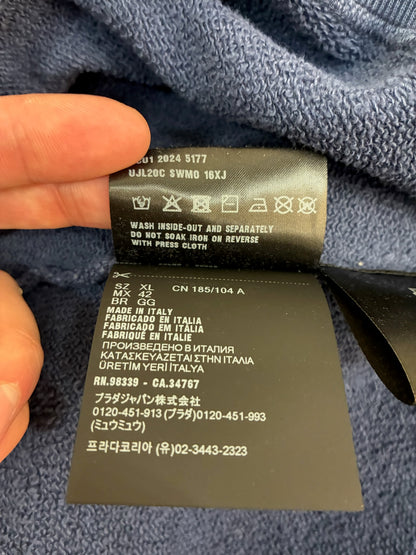 2024 5177
UJL20C SWM0 16XJ
WASH INSIDE-OUT AND SEPARATELY
DO NOT SOAK IRON ON REVERSE
WITH PRESS CLOTH
SZ XL CN 185/104 A
MX 42
BR GG
MADE IN ITALY
FABRICADO EN ITALIA
FABRICADO EM ITALIA
FABRIQUÉ EN ITALIE
ПРОИЗВЕДЕНО В ИТАЛИЯ
ΚΑΤΑΣΚΕΥΑΖΕΤΑΙ ΣΤΗΝ ΙΤΑΛΙΑ
ÜRETİM YERİ İTALYA
RN.98339 - CA.34767
プラダジャパン株式会社
0120-451-913 (プラダ) 0120-451-993
(ミュウミュウ)
프라다코리아 (유) 02-3443-2323